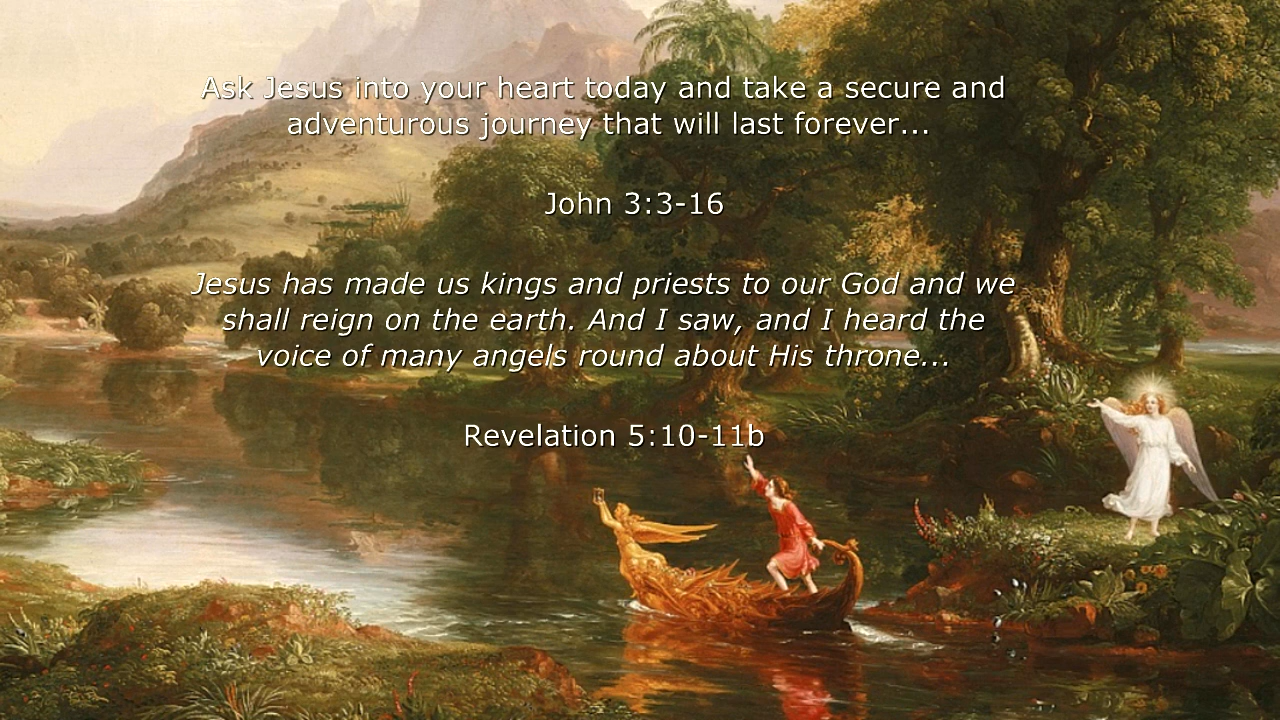 Ask Jesus into your heart today and take a secure and
adventurous journey that will last forever...
John 3:3-16
Jesus has made us kings and priests to our God and we
shall reign on the earth. And I saw, and I heard the
voice of many angels round about His throne...
Revelation 5:10-11b